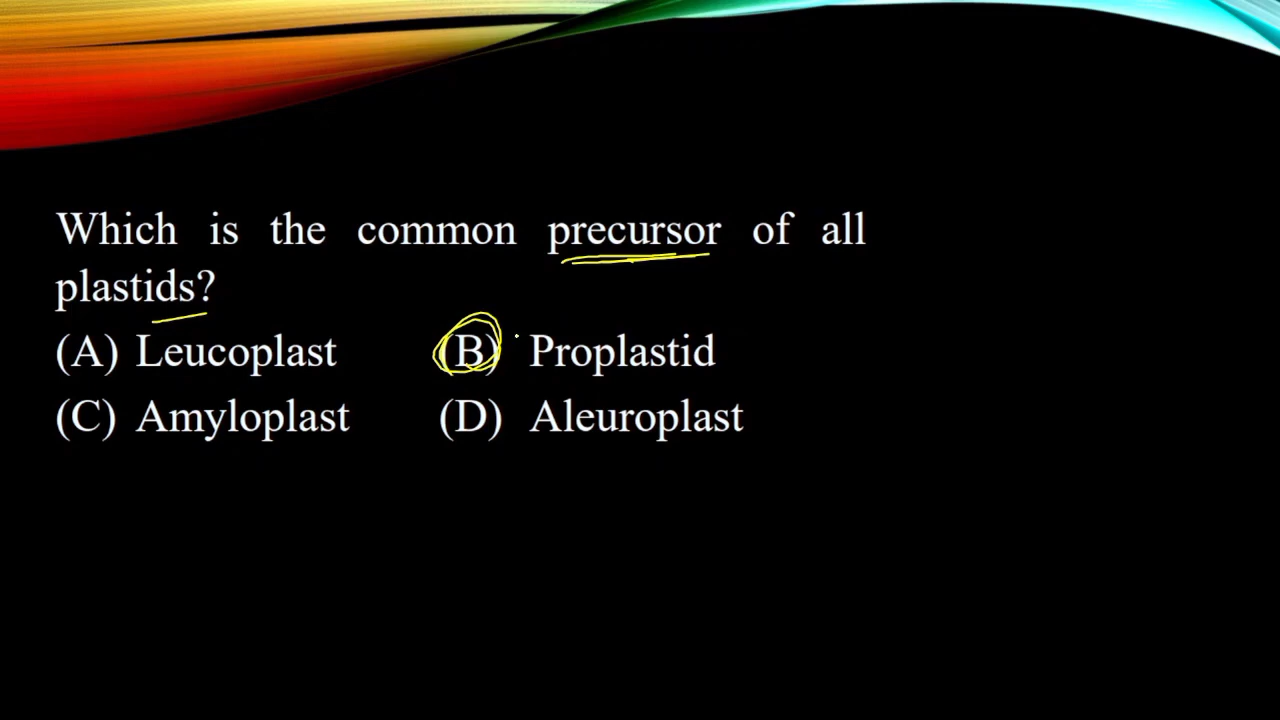 Which is the common precursor of all
plastids?
(A) Leucoplast (B) Proplastid
(C) Amyloplast (D) Aleuroplast